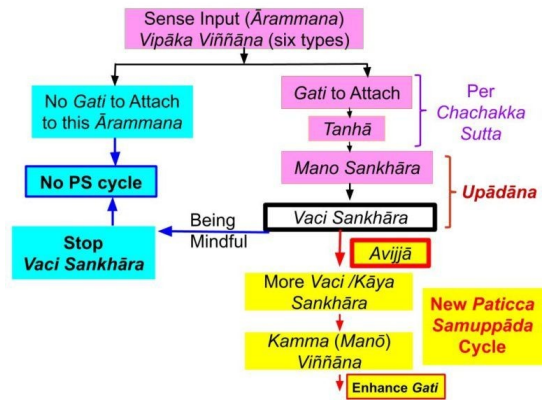 Sense Input (Ārammana)
Vipāka Viññāna (six types)
No Gati to Attach
to this Ārammana
Gati to Attach
Per
Chachakka
Sutta
Tanhā
No PS cycle
Mano Sankhāra
Upādāna
Being
Mindful
Vaci Sankhāra
Stop
Vaci Sankhāra
Avijjā
More Vaci /Kāya
Sankhāra
New Paticca
Samuppāda
Cycle
Kamma (Manō)
Viññāna
Enhance Gati